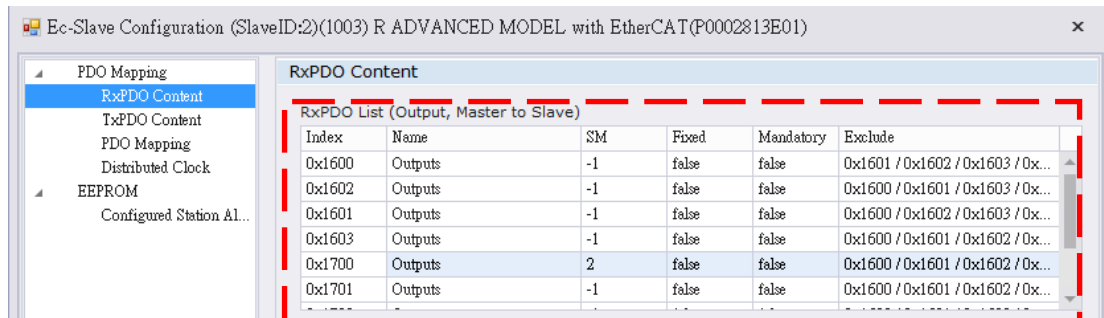 Ec-Slave Configuration (SlaveID:2)(1003) R ADVANCED MODEL with EtherCAT(P0002813E01)
PDO Mapping
RxPDO Content
TxPDO Content
PDO Mapping
Distributed Clock
EEPROM
Configured Station Al...
RxPDO Content
RxPDO List (Output, Master to Slave)
Index Name SM Fixed Mandatory Exclude
0x1600 Outputs -1 false false 0x1601 / 0x1602 / 0x1603 / 0x...
0x1602 Outputs -1 false false 0x1600 / 0x1601 / 0x1603 / 0x...
0x1601 Outputs -1 false false 0x1600 / 0x1602 / 0x1603 / 0x...
0x1603 Outputs -1 false false 0x1600 / 0x1601 / 0x1602 / 0x...
0x1700 Outputs 2 false false 0x1600 / 0x1601 / 0x1602 / 0x...
0x1701 Outputs -1 false false 0x1600 / 0x1601 / 0x1602 / 0x...